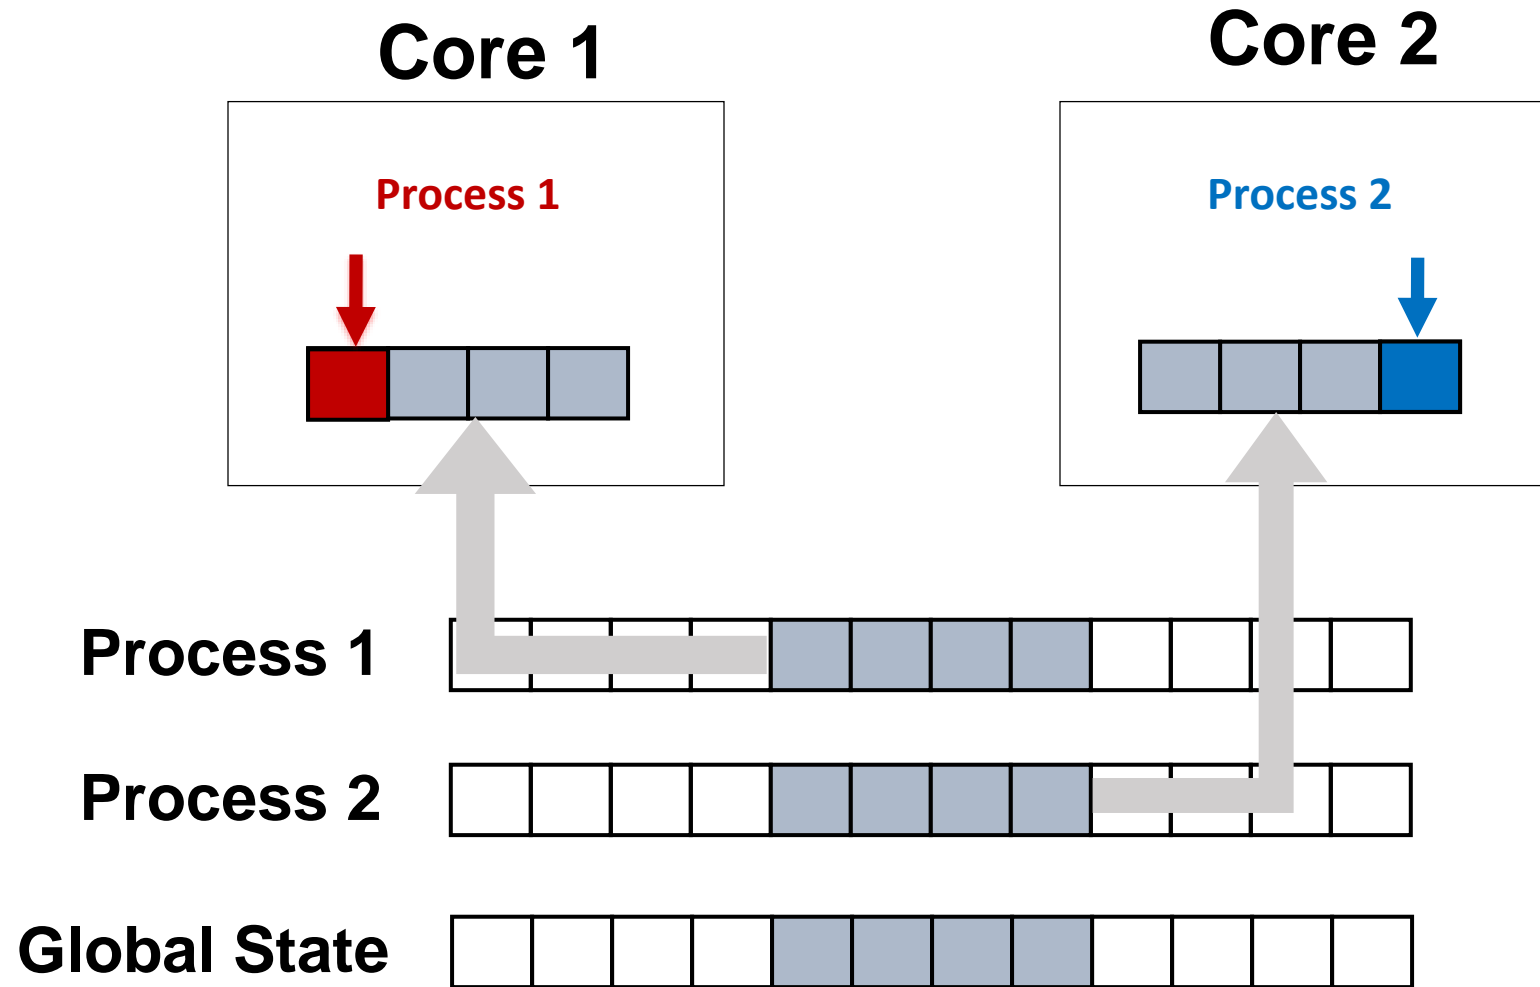 Core 1
Core 2
Process 1
Process 2
Process 1
Process 2
Global State